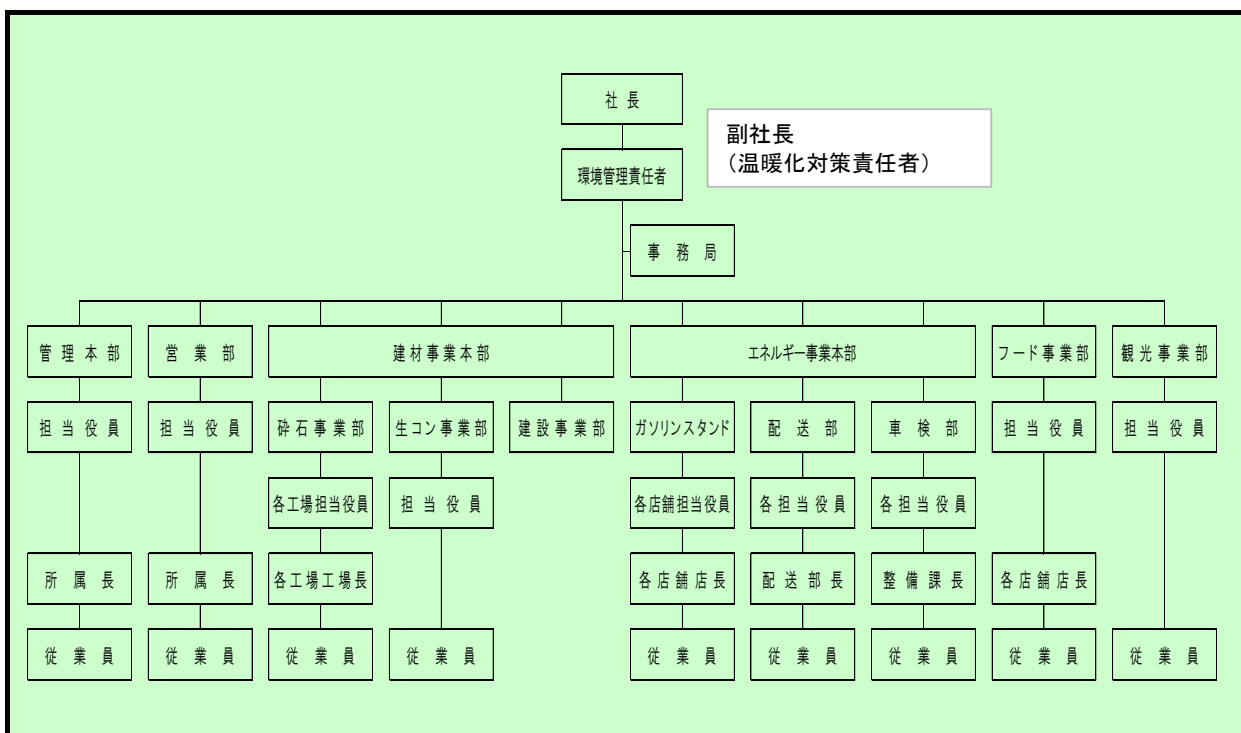 社長
副社長
（温暖化対策責任者）
環境管理責任者
事務局
管理本部
営業部
建材事業本部
エネルギー事業本部
フード事業部
観光事業部
担当役員
担当役員
砕石事業部
生コン事業部
建設事業部
ガソリンスタンド
配送部
車検部
担当役員
担当役員
各工場担当役員
担当役員
各店舗担当役員
各担当役員
各担当役員
所属長
所属長
各工場工場長
各店舗店長
配送部長
整備課長
各店舗店長
従業員
従業員
従業員
従業員
従業員
従業員
従業員
従業員
従業員